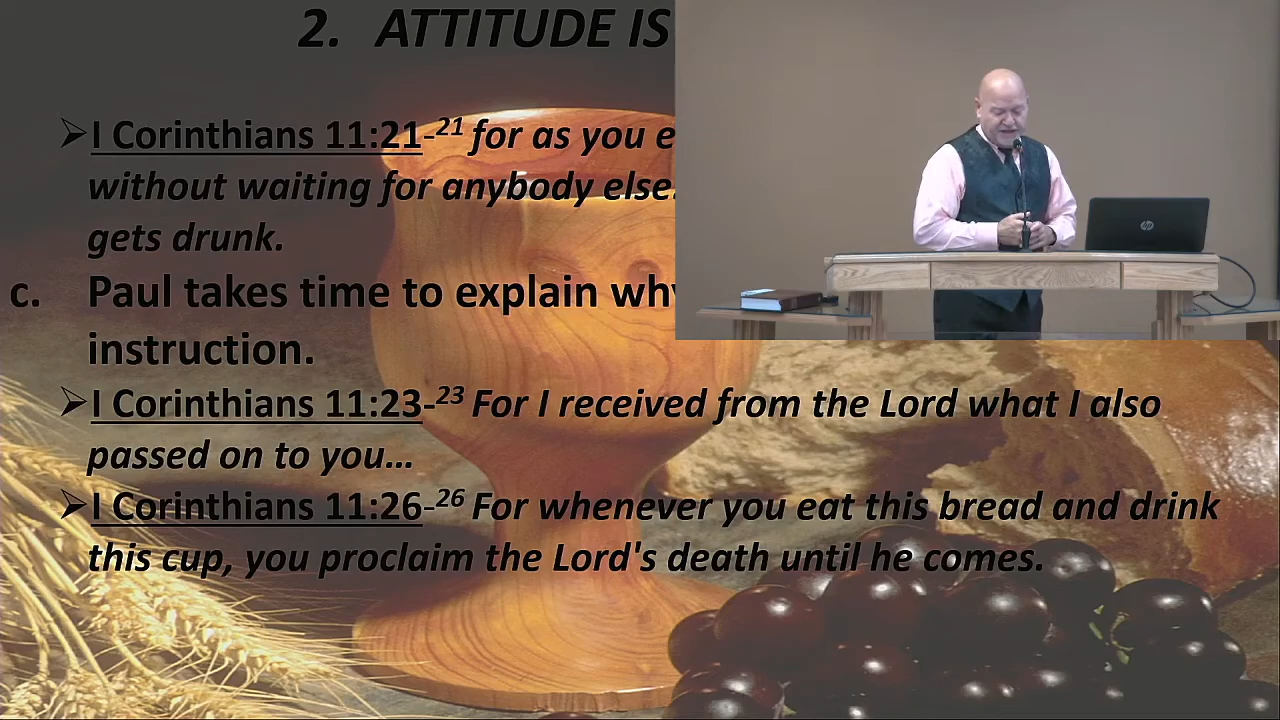 2. ATTITUDE IS
➢I Corinthians 11:21-21 for as you e
without waiting for anybody else.
gets drunk.
c. Paul takes time to explain why
instruction.
➢I Corinthians 11:23-23 For I received from the Lord what I also
passed on to you...
➢I Corinthians 11:26-26 For whenever you eat this bread and drink
this cup, you proclaim the Lord's death until he comes.
hp